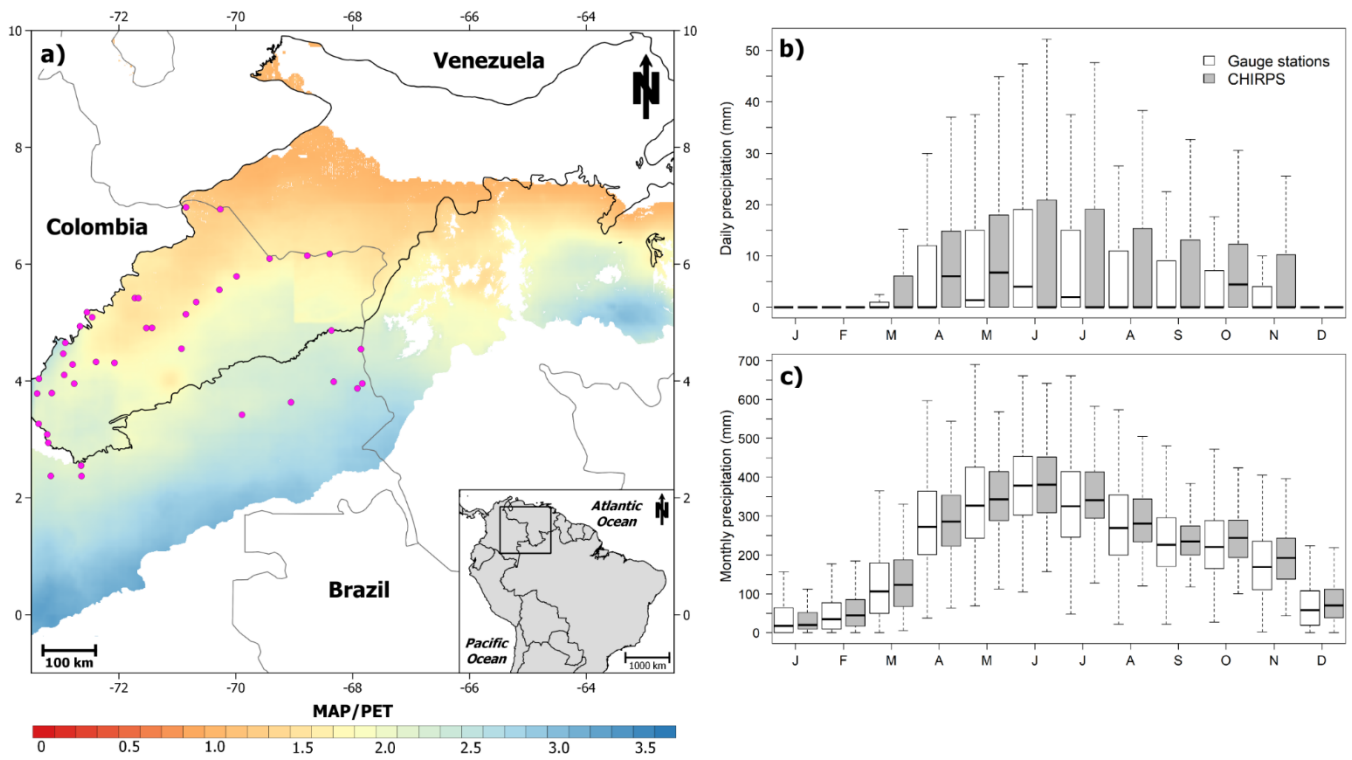 -72 -70 -68 -66 -64
a)
Venezuela
N
Colombia
Brazil
10 8 6 4 2 0
10 8 6 4 2 0
Atlantic
Ocean
N
Pacific
Ocean
1000 km
100 km
-72 -70 -68 -66 -64
MAP/PET
0 0.5 1.0 1.5 2.0 2.5 3.0 3.5
b)
Gauge stations
CHIRPS
Daily precipitation (mm)
50
40
30
20
10
0
J F M A M J J A S O N D
c)
Monthly precipitation (mm)
700
600
500
400
300
200
100
0
J F M A M J J A S O N D